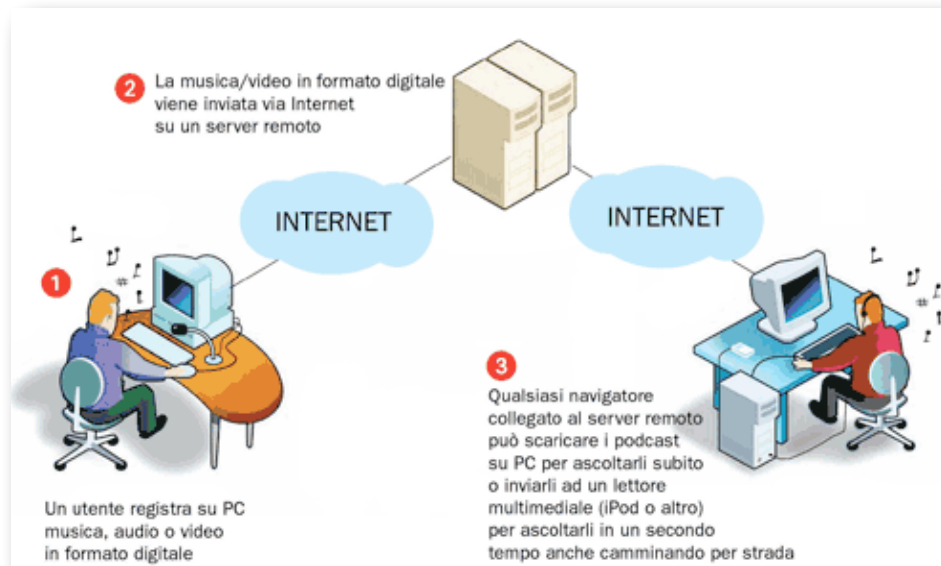 2
La musica/video in formato digitale
viene inviata via Internet
su un server remoto
INTERNET
INTERNET
1
Un utente registra su PC
musica, audio o video
in formato digitale
3
Qualsiasi navigatore
collegato al server remoto
può scaricare i podcast
su PC per ascoltarli subito
o inviarli ad un lettore
multimediale (iPod o altro)
per ascoltarli in un secondo
tempo anche camminando per strada